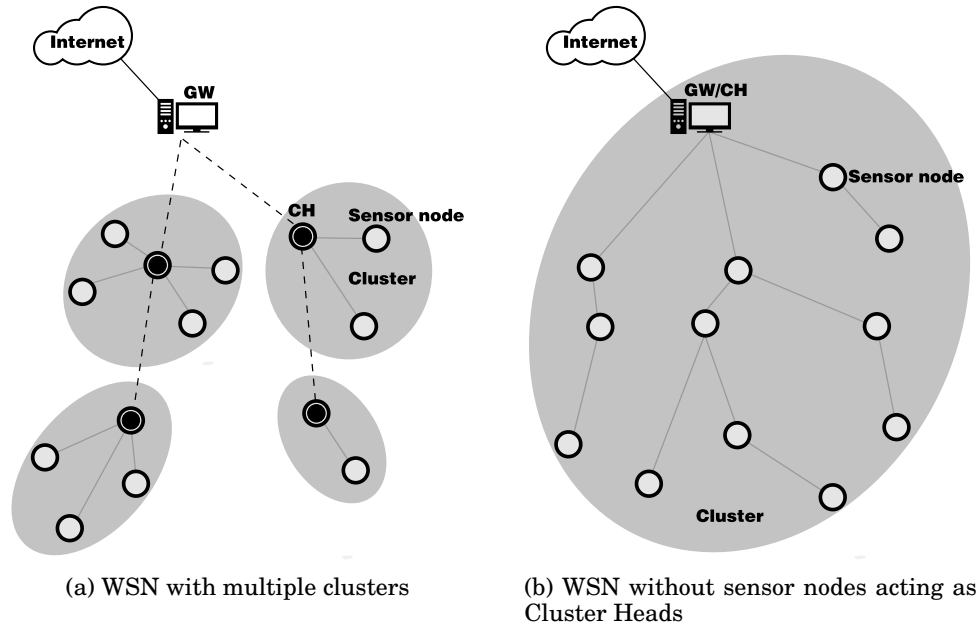 Internet
GW
CH
Sensor node
Cluster
(a) WSN with multiple clusters
Internet
GW/CH
Sensor node
Cluster
(b) WSN without sensor nodes acting as
Cluster Heads